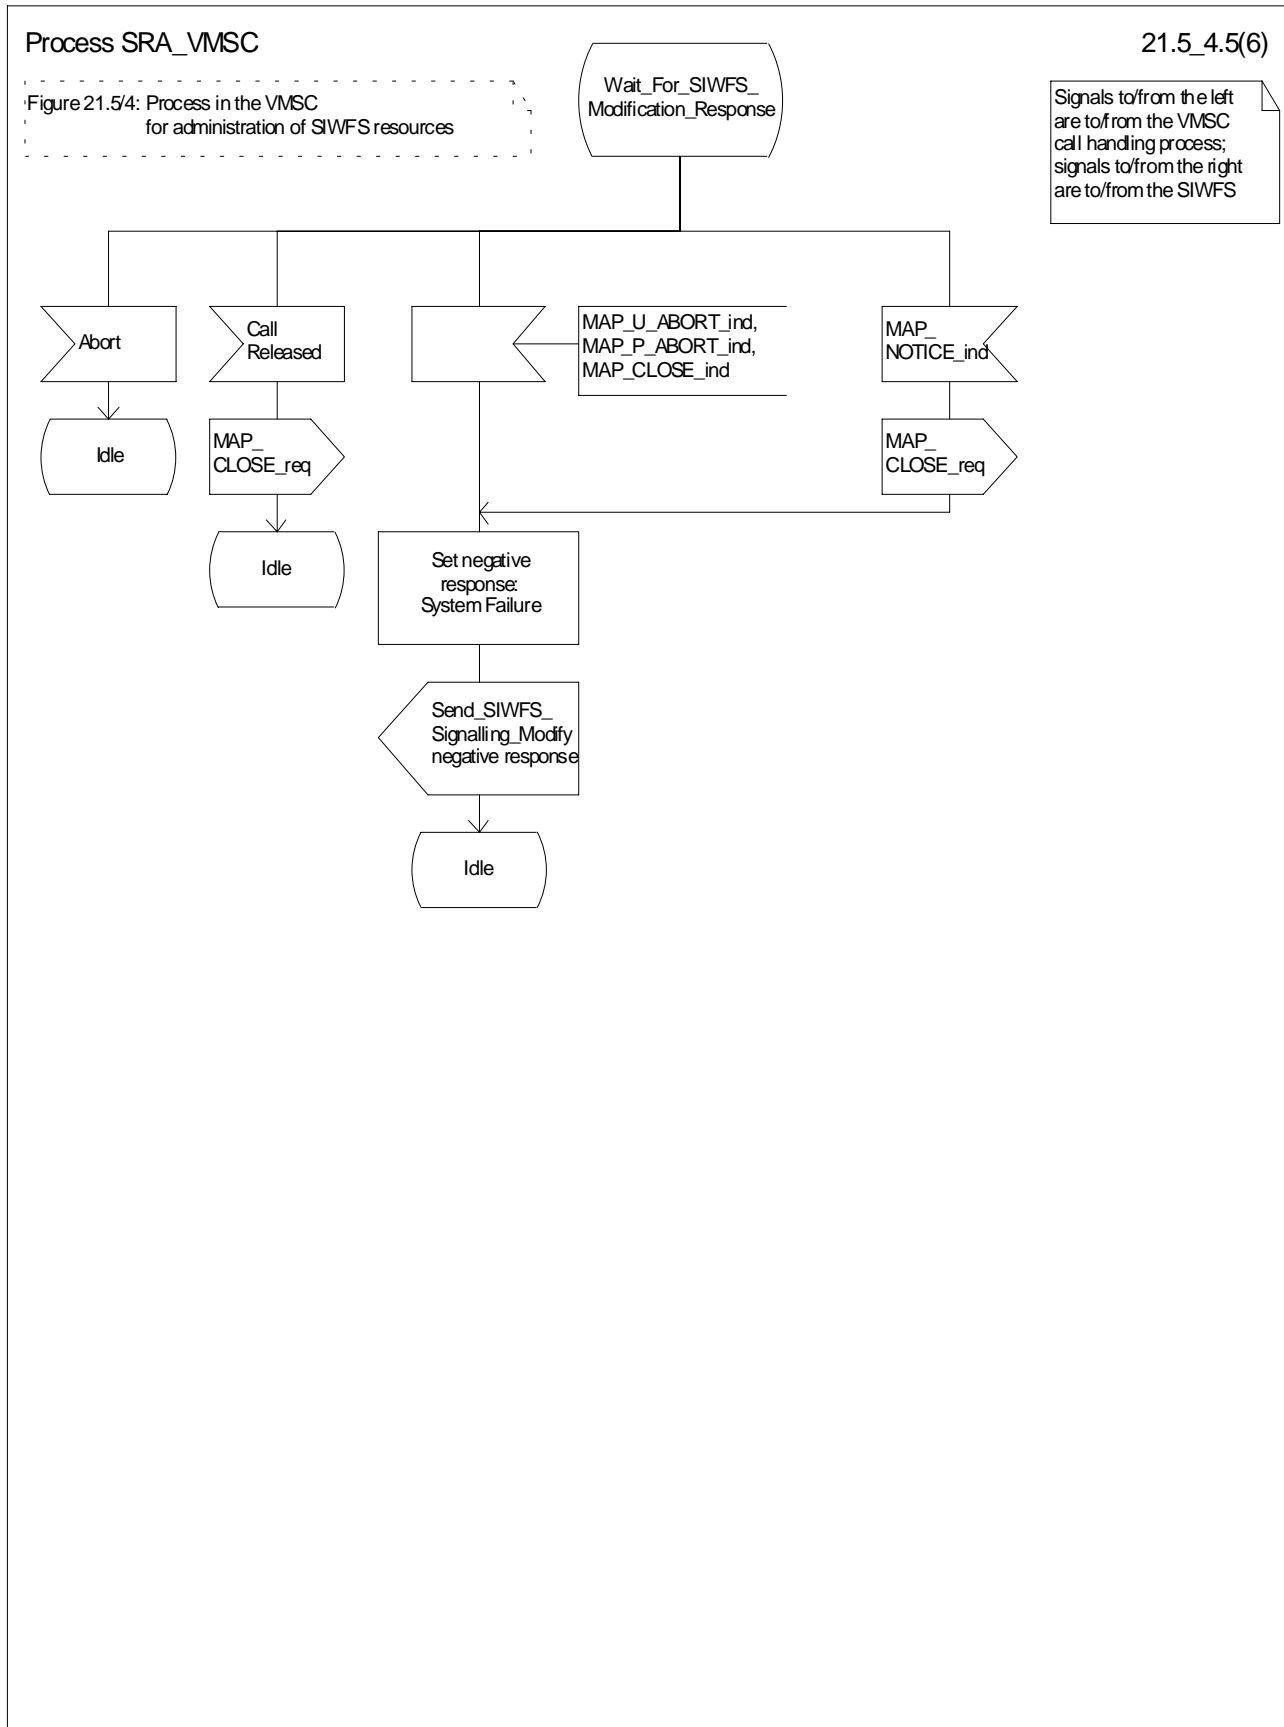 Process SRA_VMSC
21.5_4.5(6)
Figure 21.5/4: Process in the VMSC
for administration of SIWFS resources
Wait_For_SIWFS_
Modification_Response
Signals to/from the left
are to/from the VMSC
call handling process;
signals to/from the right
are to/from the SIWFS
Abort
Call
Released
MAP_U_ABORT_ind,
MAP_P_ABORT_ind,
MAP_CLOSE_ind
MAP_
NOTICE_ind
Idle
MAP_
CLOSE_req
MAP_
CLOSE_req
Idle
Set negative
response:
System Failure
Send_SIWFS_
Signalling_Modify
negative response
Idle